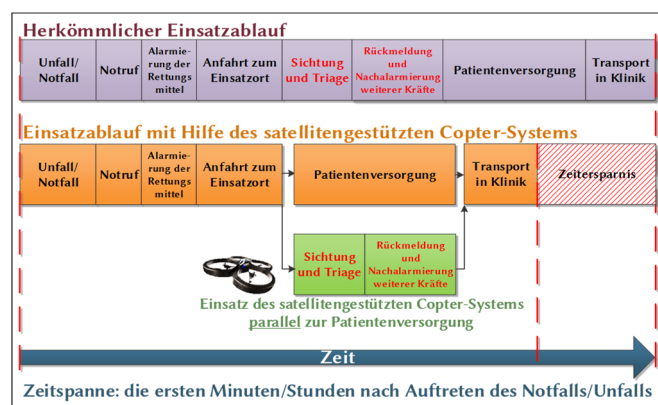 Herkömmlicher Einsatzablauf
Unfall/
Notfall
Notruf
Alarmie-
rung der
Rettungs
mittel
Anfahrt zum
Einsatzort
Sichtung
und Triage
Rückmeldung
und
Nachalarmierung
weiterer Kräfte
Patientenversorgung
Transport
in Klinik
Einsatzablauf mit Hilfe des satellitengestützten Copter-Systems
Unfall/
Notfall
Notruf
Alarmie-
rung der
Rettungs
mittel
Anfahrt zum
Einsatzort
Patientenversorgung
Transport
in Klinik
Zeitersparnis
Sichtung
und Triage
Rückmeldung
und
Nachalarmierung
weiterer Kräfte
Einsatz des satellitengestützten Copter-Systems
parallel zur Patientenversorgung
Zeit
Zeitspanne: die ersten Minuten/Stunden nach Auftreten des Notfalls/Unfalls